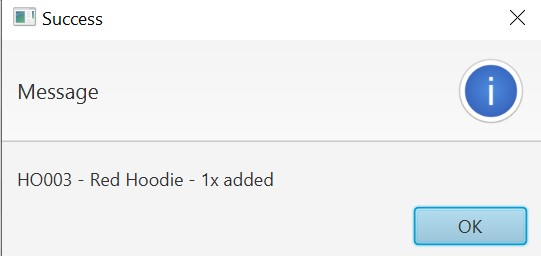 Success
Message
HO003 - Red Hoodie - 1x added
OK